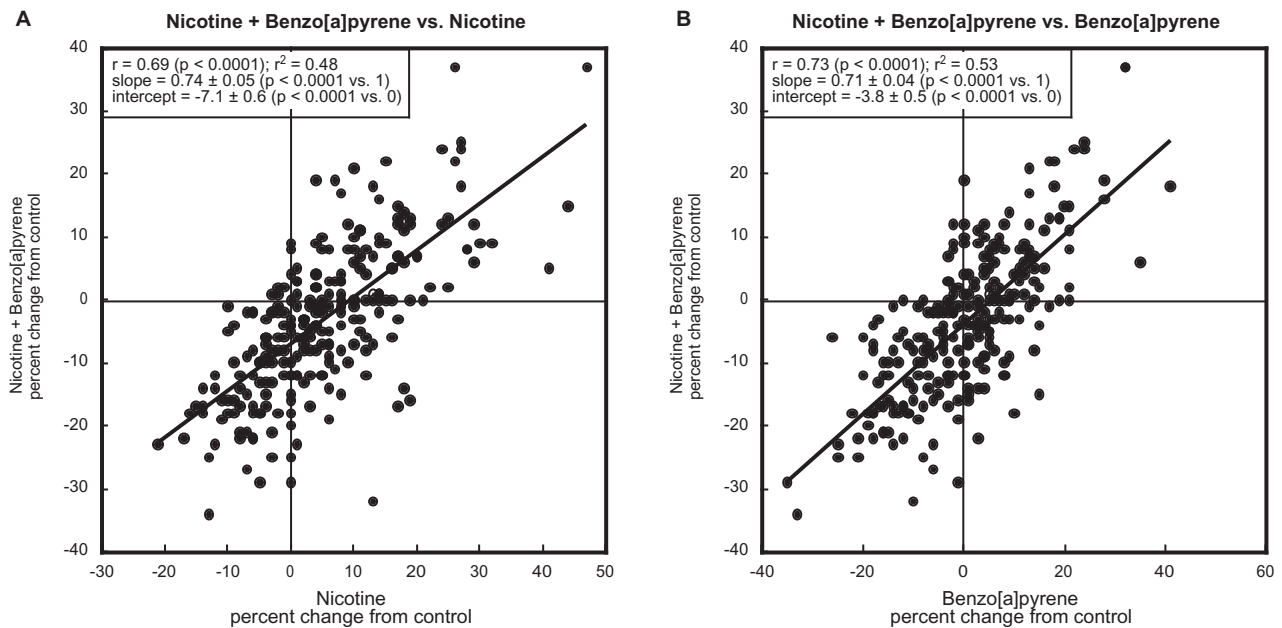 A
Nicotine + Benzo[a]pyrene vs. Nicotine
r = 0.69 (p < 0.0001); r² = 0.48
slope = 0.74 ± 0.05 (p < 0.0001 vs. 1)
intercept = -7.1 ± 0.6 (p < 0.0001 vs. 0)
Nicotine + Benzo[a]pyrene
percent change from control
40
30
20
10
0
-10
-20
-30
-40
-30
-20
-10
0
10
20
30
40
50
Nicotine
percent change from control
B
Nicotine + Benzo[a]pyrene vs. Benzo[a]pyrene
r = 0.73 (p < 0.0001); r² = 0.53
slope = 0.71 ± 0.04 (p < 0.0001 vs. 1)
intercept = -3.8 ± 0.5 (p < 0.0001 vs. 0)
Nicotine + Benzo[a]pyrene
percent change from control
40
30
20
10
0
-10
-20
-30
-40
-40
-20
0
20
40
60
Benzo[a]pyrene
percent change from control